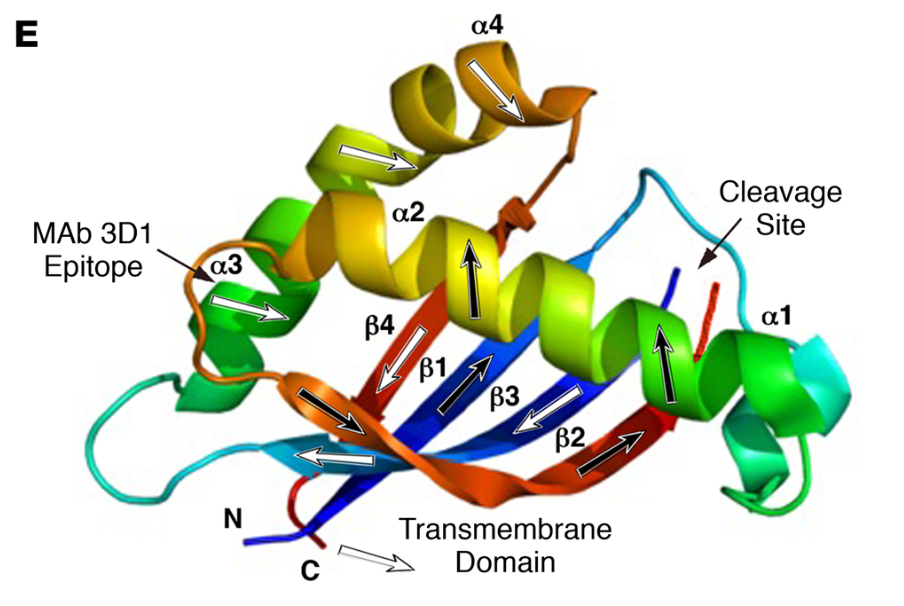 E
α4
α2
MAb 3D1
Epitope
α3
Cleavage
Site
α1
β4
β1
β3
β2
N
C
Transmembrane
Domain